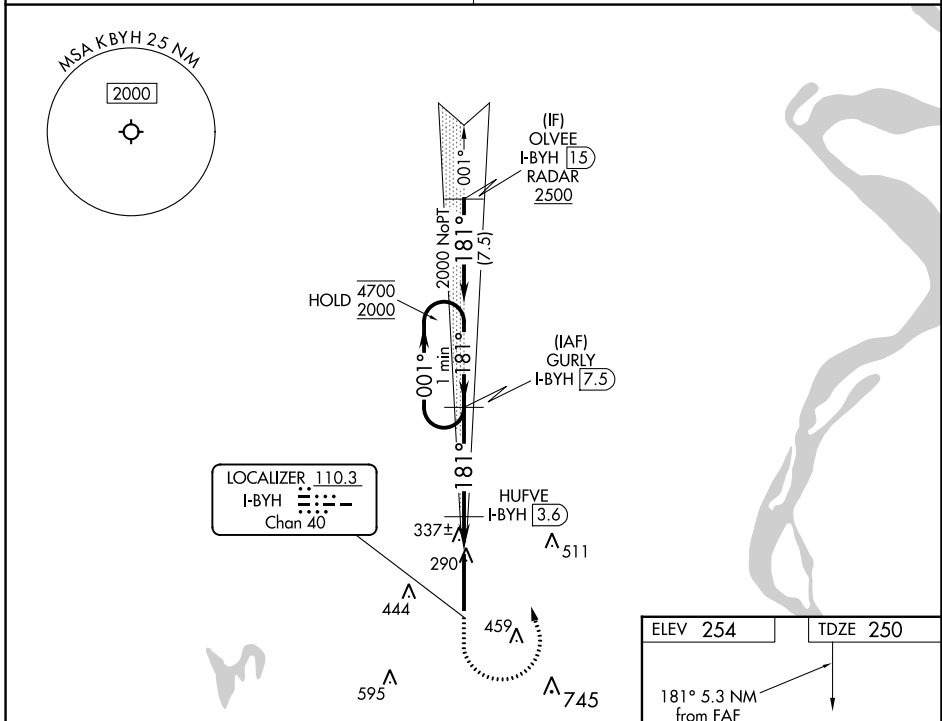 MSA KBYH 25 NM
2000
(IF)
OLVEE
I-BYH 15
RADAR
2500
001°
2000 NoPT
181°
(7.5)
HOLD 4700
2000
001°
1 min
181°
(IAF)
GURLY
I-BYH 7.5
181°
LOCALIZER 110.3
I-BYH
Chan 40
HUFVE
I-BYH 3.6
337±
511
290
444
459
595
745
ELEV 254
TDZE 250
181° 5.3 NM
from FAF